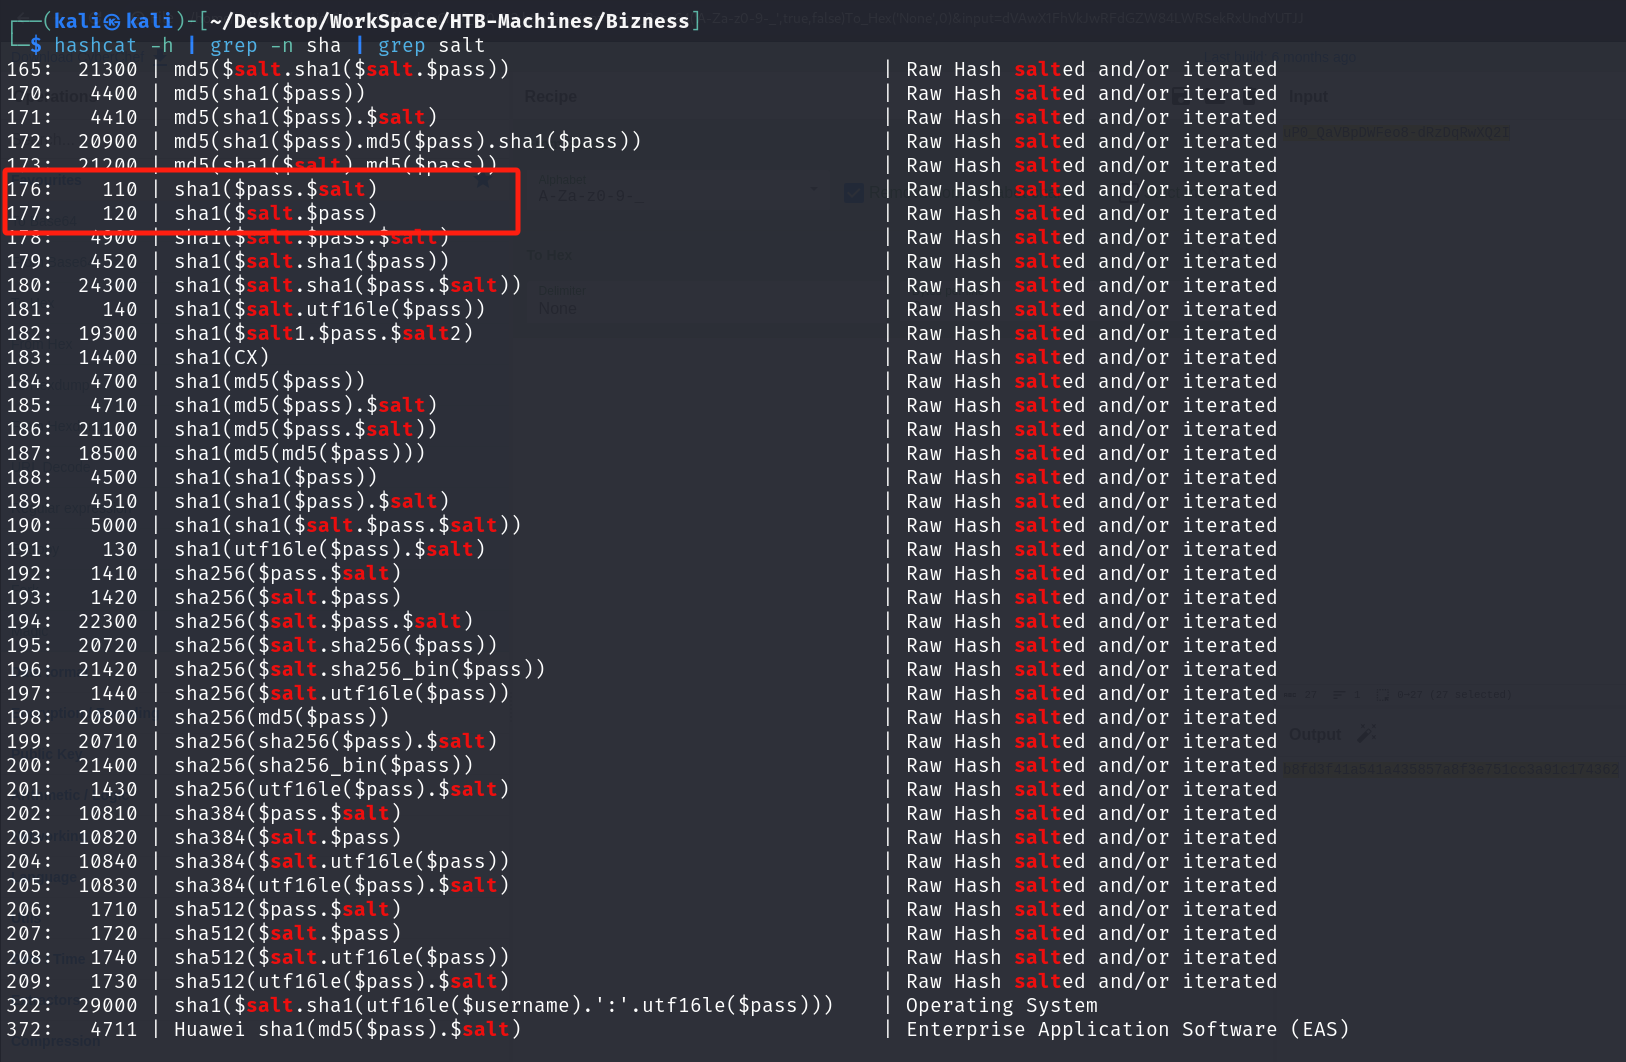 ┌──(kali㉿kali)-[~/Desktop/WorkSpace/HTB-Machines/Bizness]
└─$ hashcat -h | grep -n sha | grep salt
165:  21300 | md5($salt.sha1($salt.$pass)) | Raw Hash salted and/or iterated
170:   4400 | md5(sha1($pass)) | Raw Hash salted and/or iterated
171:   4410 | md5(sha1($pass).$salt) | Raw Hash salted and/or iterated
172:  20900 | md5(sha1($pass).md5($pass).sha1($pass)) | Raw Hash salted and/or iterated
173:  21200 | md5(sha1($salt).md5($pass)) | Raw Hash salted and/or iterated
176:    110 | sha1($pass.$salt) | Raw Hash salted and/or iterated
177:    120 | sha1($salt.$pass) | Raw Hash salted and/or iterated
178:   4900 | sha1($salt.$pass.$salt) | Raw Hash salted and/or iterated
179:   4520 | sha1($salt.sha1($pass)) | Raw Hash salted and/or iterated
180:  24300 | sha1($salt.sha1($pass.$salt)) | Raw Hash salted and/or iterated
181:    140 | sha1($salt.utf16le($pass)) | Raw Hash salted and/or iterated
182:  19300 | sha1($salt1.$pass.$salt2) | Raw Hash salted and/or iterated
183:  14400 | sha1(CX) | Raw Hash salted and/or iterated
184:   4700 | sha1(md5($pass)) | Raw Hash salted and/or iterated
185:   4710 | sha1(md5($pass).$salt) | Raw Hash salted and/or iterated
186:  21100 | sha1(md5($pass.$salt)) | Raw Hash salted and/or iterated
187:  18500 | sha1(md5(md5($pass))) | Raw Hash salted and/or iterated
188:   4500 | sha1(sha1($pass)) | Raw Hash salted and/or iterated
189:   4510 | sha1(sha1($pass).$salt) | Raw Hash salted and/or iterated
190:   5000 | sha1(sha1($salt.$pass.$salt)) | Raw Hash salted and/or iterated
191:    130 | sha1(utf16le($pass).$salt) | Raw Hash salted and/or iterated
192:   1410 | sha256($pass.$salt) | Raw Hash salted and/or iterated
193:   1420 | sha256($salt.$pass) | Raw Hash salted and/or iterated
194:  22300 | sha256($salt.$pass.$salt) | Raw Hash salted and/or iterated
195:  20720 | sha256($salt.sha256($pass)) | Raw Hash salted and/or iterated
196:  21420 | sha256($salt.sha256_bin($pass)) | Raw Hash salted and/or iterated
197:   1440 | sha256($salt.utf16le($pass)) | Raw Hash salted and/or iterated
198:  20800 | sha256(md5($pass)) | Raw Hash salted and/or iterated
199:  20710 | sha256(sha256($pass).$salt) | Raw Hash salted and/or iterated
200:  21400 | sha256(sha256_bin($pass)) | Raw Hash salted and/or iterated
201:   1430 | sha256(utf16le($pass).$salt) | Raw Hash salted and/or iterated
202:  10810 | sha384($pass.$salt) | Raw Hash salted and/or iterated
203:  10820 | sha384($salt.$pass) | Raw Hash salted and/or iterated
204:  10840 | sha384($salt.utf16le($pass)) | Raw Hash salted and/or iterated
205:  10830 | sha384(utf16le($pass).$salt) | Raw Hash salted and/or iterated
206:   1710 | sha512($pass.$salt) | Raw Hash salted and/or iterated
207:   1720 | sha512($salt.$pass) | Raw Hash salted and/or iterated
208:   1740 | sha512($salt.utf16le($pass)) | Raw Hash salted and/or iterated
209:   1730 | sha512(utf16le($pass).$salt) | Raw Hash salted and/or iterated
322:  29000 | sha1($salt.sha1(utf16le($username).':'.utf16le($pass))) | Operating System
372:   4711 | Huawei sha1(md5($pass).$salt) | Enterprise Application Software (EAS)
Recipe
Input
A-Za-z0-9-_
None
Output